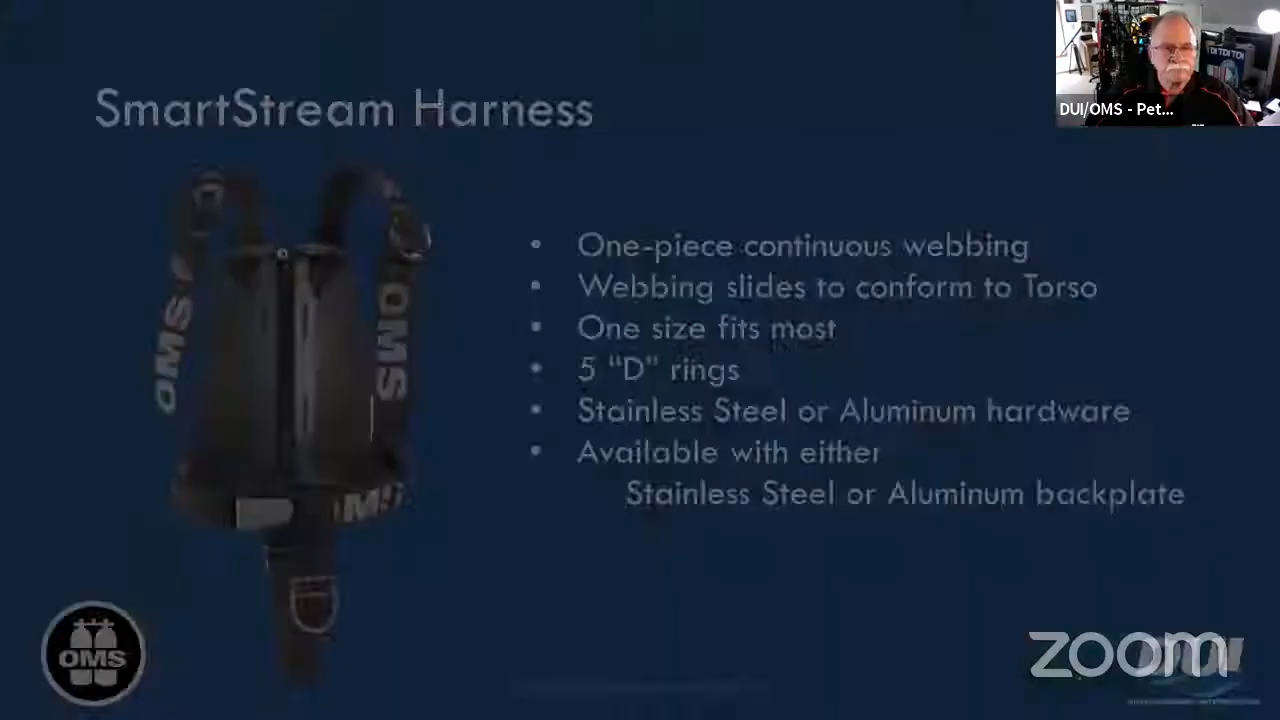 SmartStream Harness
DUI/OMS - Pet...
OMS
OMS
One-piece continuous webbing
Webbing slides to conform to Torso
One size fits most
5 “D” rings
Stainless Steel or Aluminum hardware
Available with either
Stainless Steel or Aluminum backplate
OMS
zoom
DUI